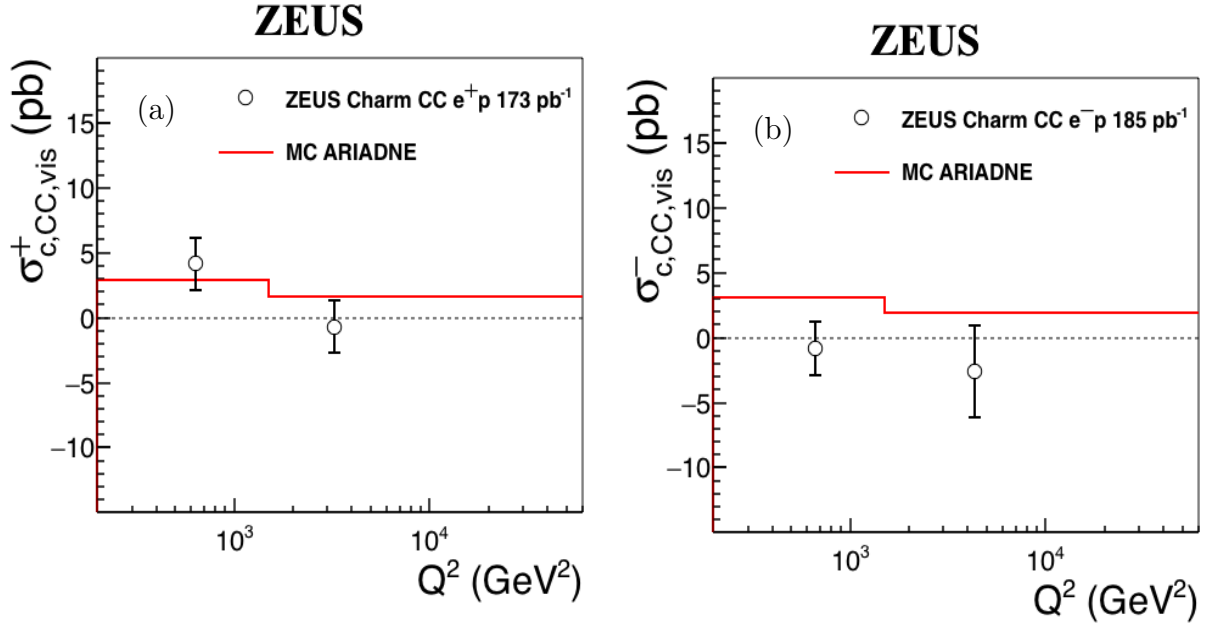 ZEUS
(a)
ZEUS Charm CC e⁺p 173 pb⁻¹
MC ARIADNE
σ⁺c,CC,vis (pb)
15
10
5
0
−5
−10
10³
10⁴
Q² (GeV²)
ZEUS
(b)
ZEUS Charm CC e⁻p 185 pb⁻¹
MC ARIADNE
σ⁻c,CC,vis (pb)
15
10
5
0
−5
−10
10³
10⁴
Q² (GeV²)